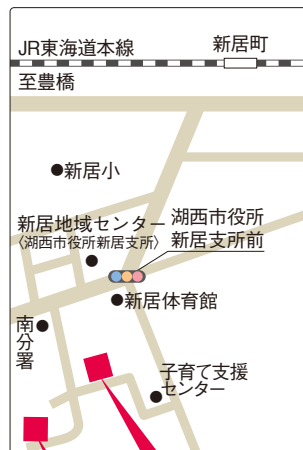 JR東海道本線
新居町
至豊橋
新居小
新居地域センター
〈湖西市役所新居支所〉
湖西市役所
新居支所前
新居体育館
南分署
子育て支援
センター